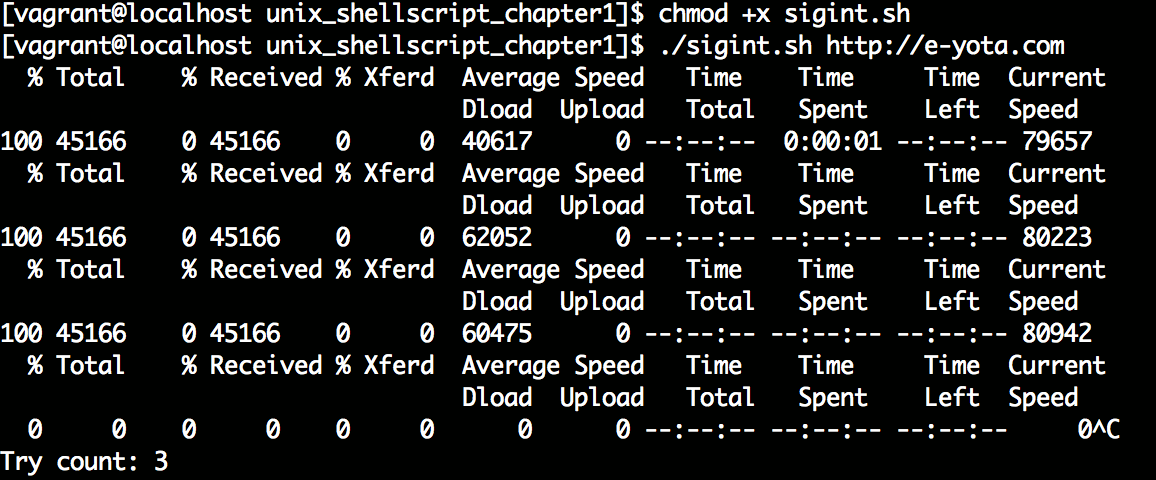 [vagrant@localhost unix_shellscript_chapter1]$ chmod +x sigint.sh
[vagrant@localhost unix_shellscript_chapter1]$ ./sigint.sh http://e-yota.com
  % Total    % Received % Xferd  Average Speed   Time    Time     Time  Current
                                 Dload  Upload   Total   Spent    Left  Speed
100 45166    0 45166    0     0  40617      0 --:--:--  0:00:01 --:--:-- 79657
  % Total    % Received % Xferd  Average Speed   Time    Time     Time  Current
                                 Dload  Upload   Total   Spent    Left  Speed
100 45166    0 45166    0     0  62052      0 --:--:-- --:--:-- --:--:-- 80223
  % Total    % Received % Xferd  Average Speed   Time    Time     Time  Current
                                 Dload  Upload   Total   Spent    Left  Speed
100 45166    0 45166    0     0  60475      0 --:--:-- --:--:-- --:--:-- 80942
  % Total    % Received % Xferd  Average Speed   Time    Time     Time  Current
                                 Dload  Upload   Total   Spent    Left  Speed
  0     0    0     0    0     0      0      0 --:--:-- --:--:-- --:--:--     0^C
Try count: 3